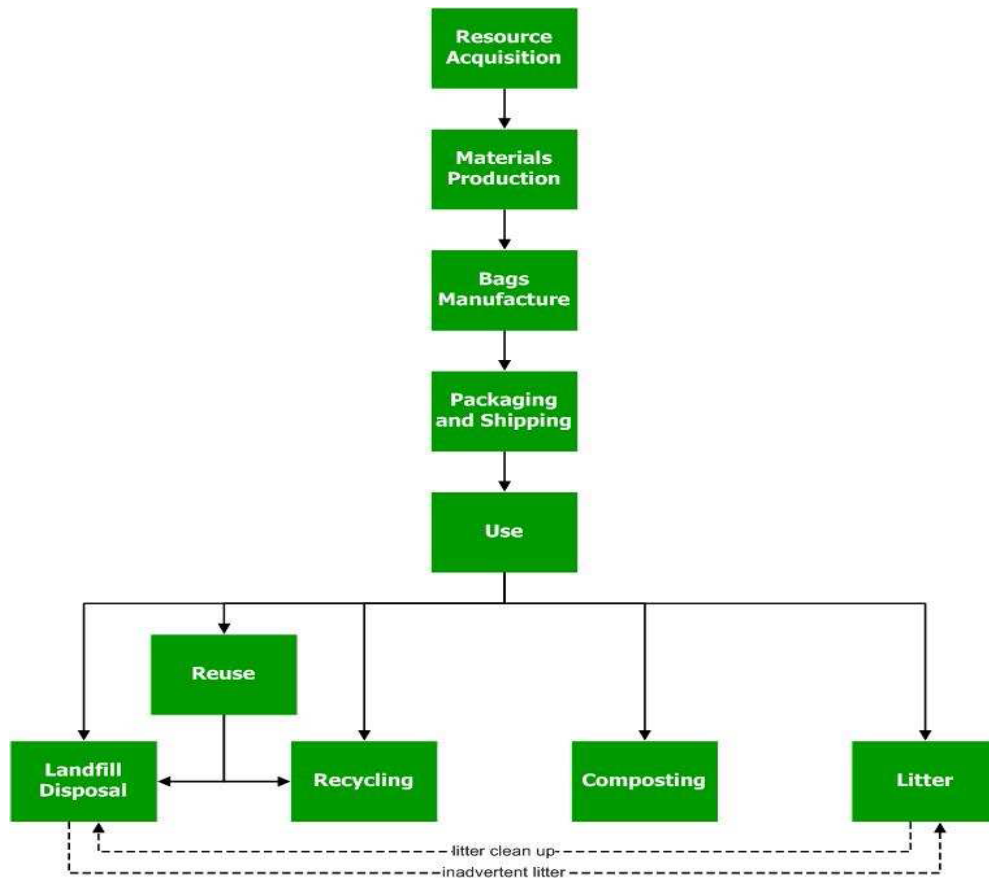 Resource
Acquisition
Materials
Production
Bags
Manufacture
Packaging
and Shipping
Use
Reuse
Landfill
Disposal
Recycling
Composting
Litter
litter clean up
inadvertent litter